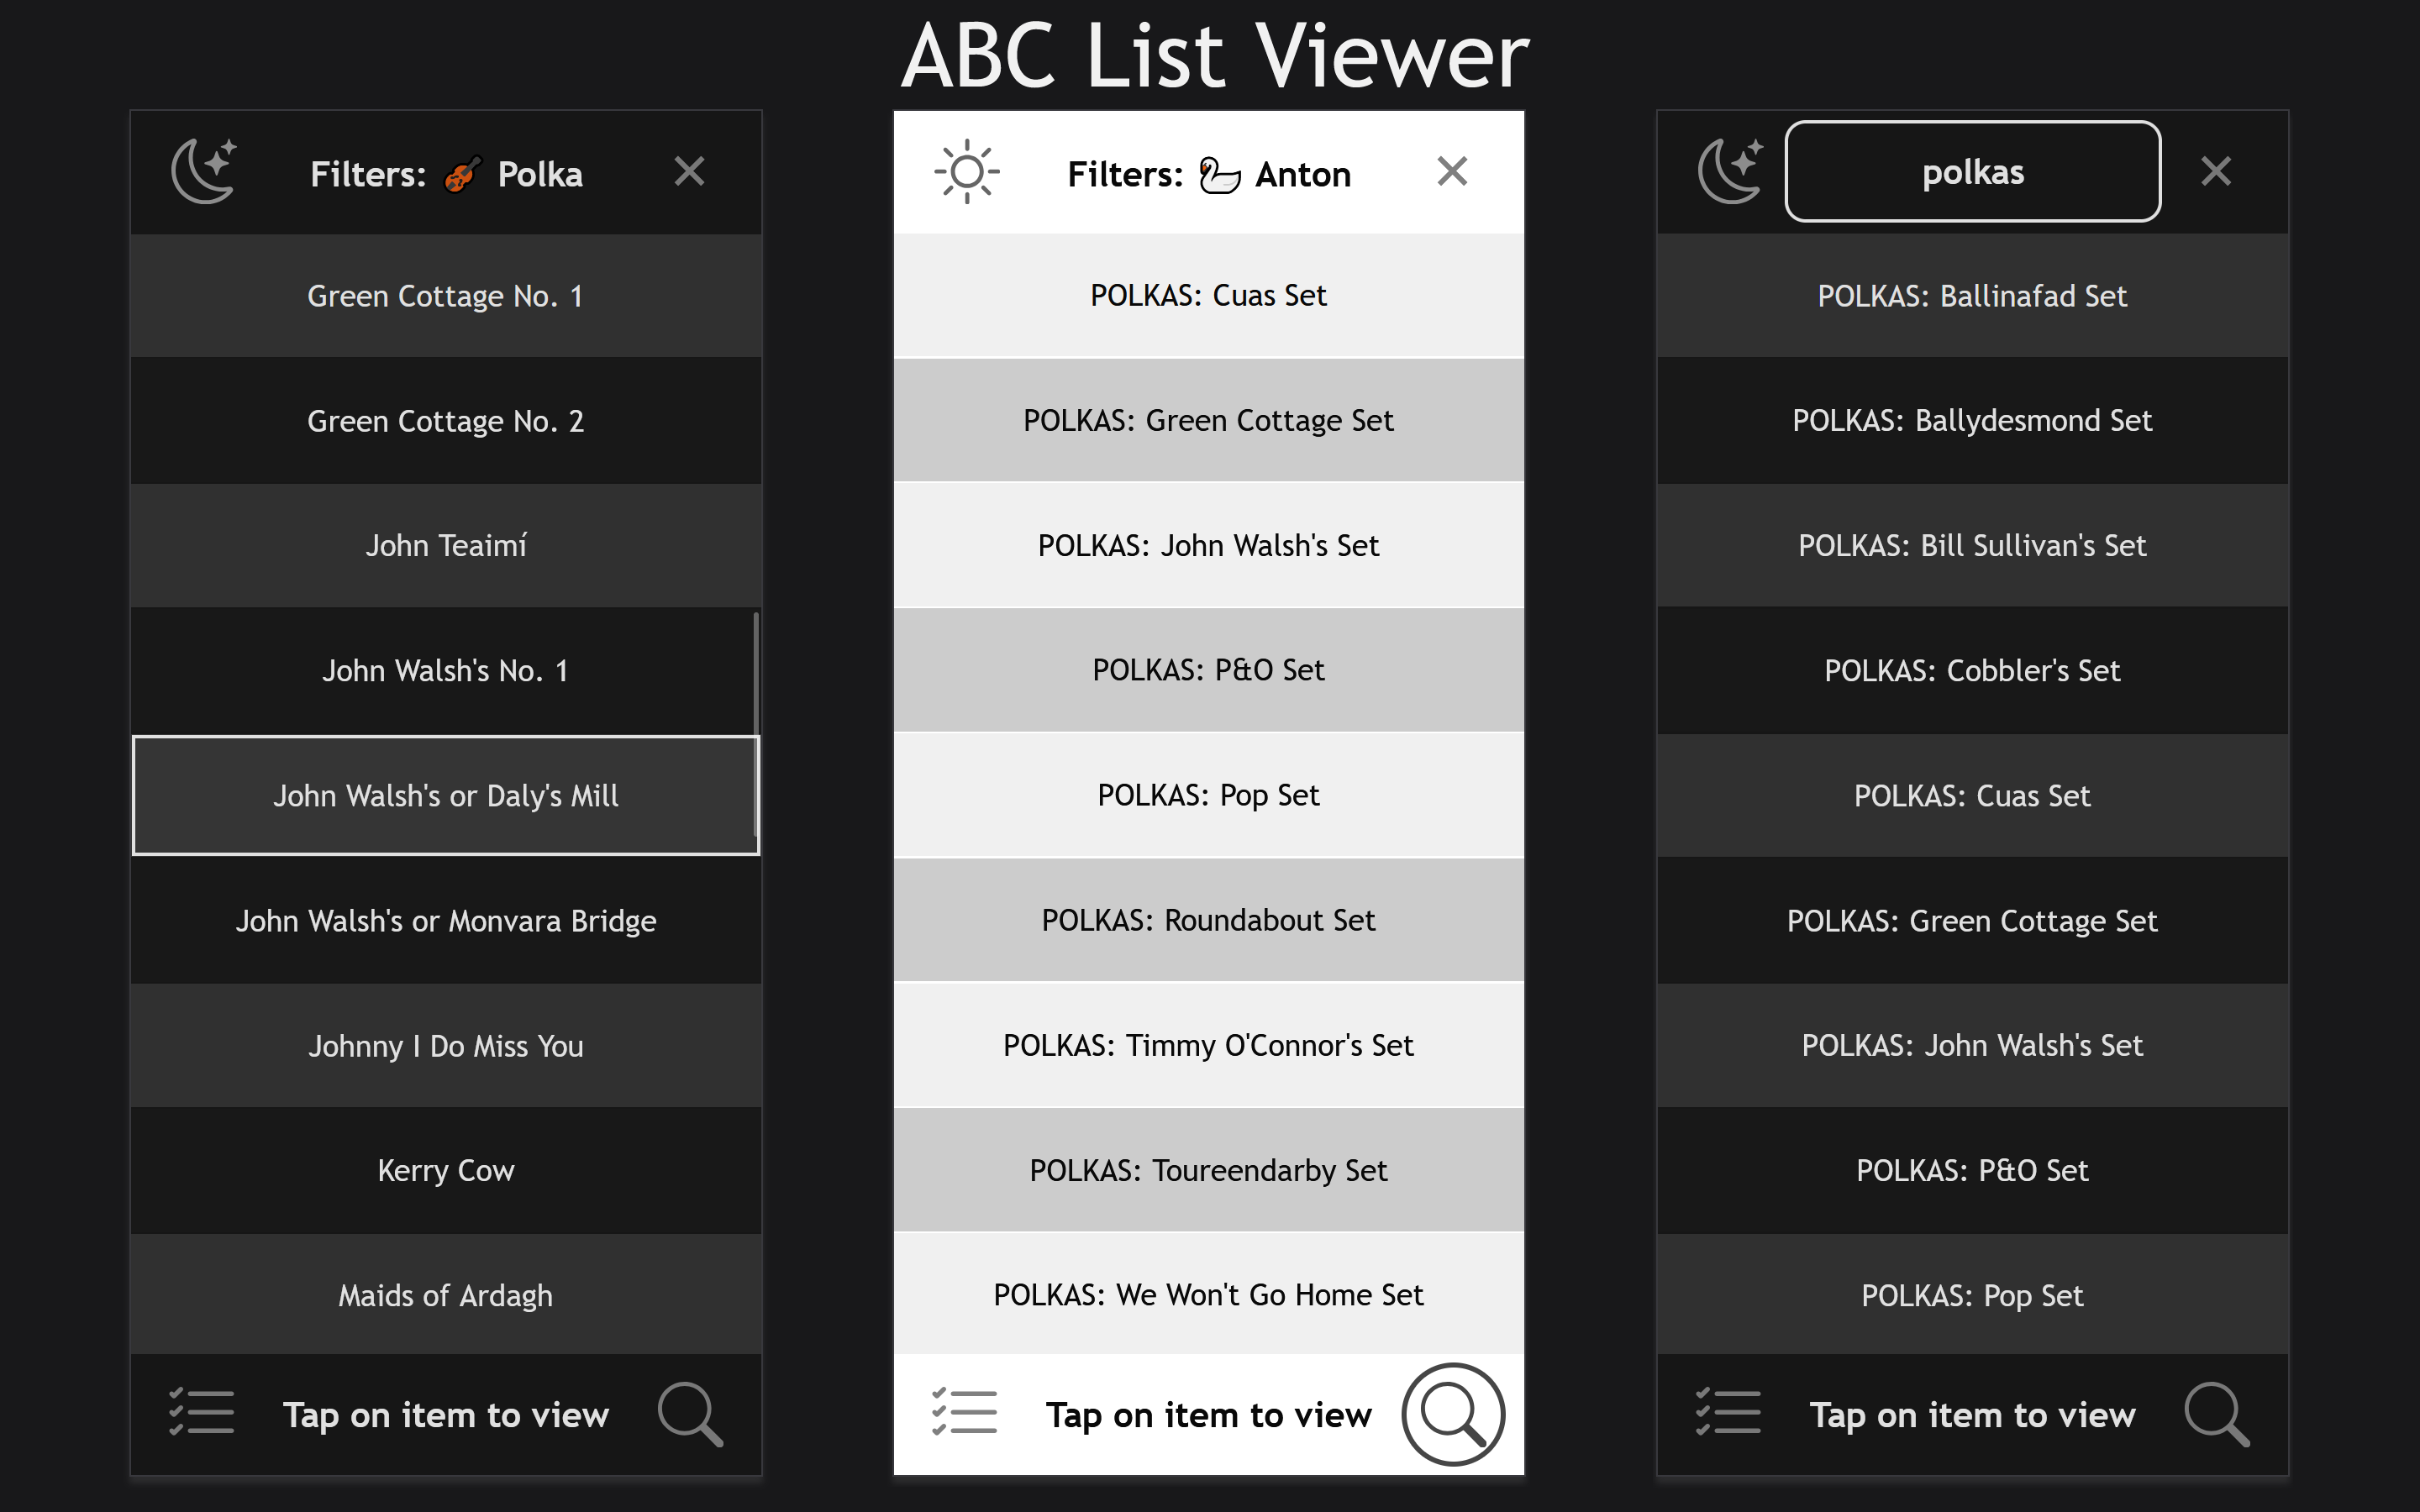 ABC List Viewer
Filters: 🎻 Polka
Green Cottage No. 1
Green Cottage No. 2
John Teaimí
John Walsh's No. 1
John Walsh's or Daly's Mill
John Walsh's or Monvara Bridge
Johnny I Do Miss You
Kerry Cow
Maids of Ardagh
Tap on item to view
Filters: 🦢 Anton
POLKAS: Cuas Set
POLKAS: Green Cottage Set
POLKAS: John Walsh's Set
POLKAS: P&O Set
POLKAS: Pop Set
POLKAS: Roundabout Set
POLKAS: Timmy O'Connor's Set
POLKAS: Toureendarby Set
POLKAS: We Won't Go Home Set
Tap on item to view
polkas
POLKAS: Ballinafad Set
POLKAS: Ballydesmond Set
POLKAS: Bill Sullivan's Set
POLKAS: Cobbler's Set
POLKAS: Cuas Set
POLKAS: Green Cottage Set
POLKAS: John Walsh's Set
POLKAS: P&O Set
POLKAS: Pop Set
Tap on item to view